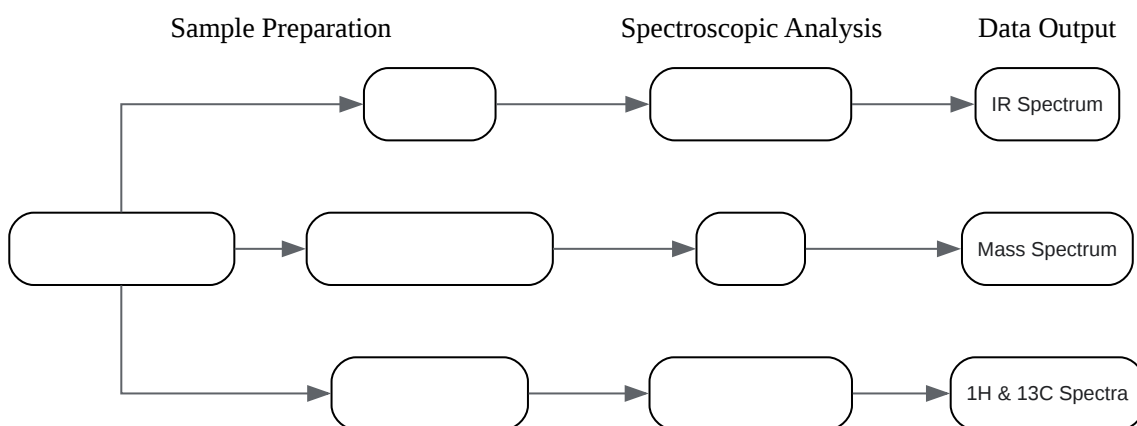 Sample Preparation
Spectroscopic Analysis
Data Output
IR Spectrum
Mass Spectrum
1H & 13C Spectra